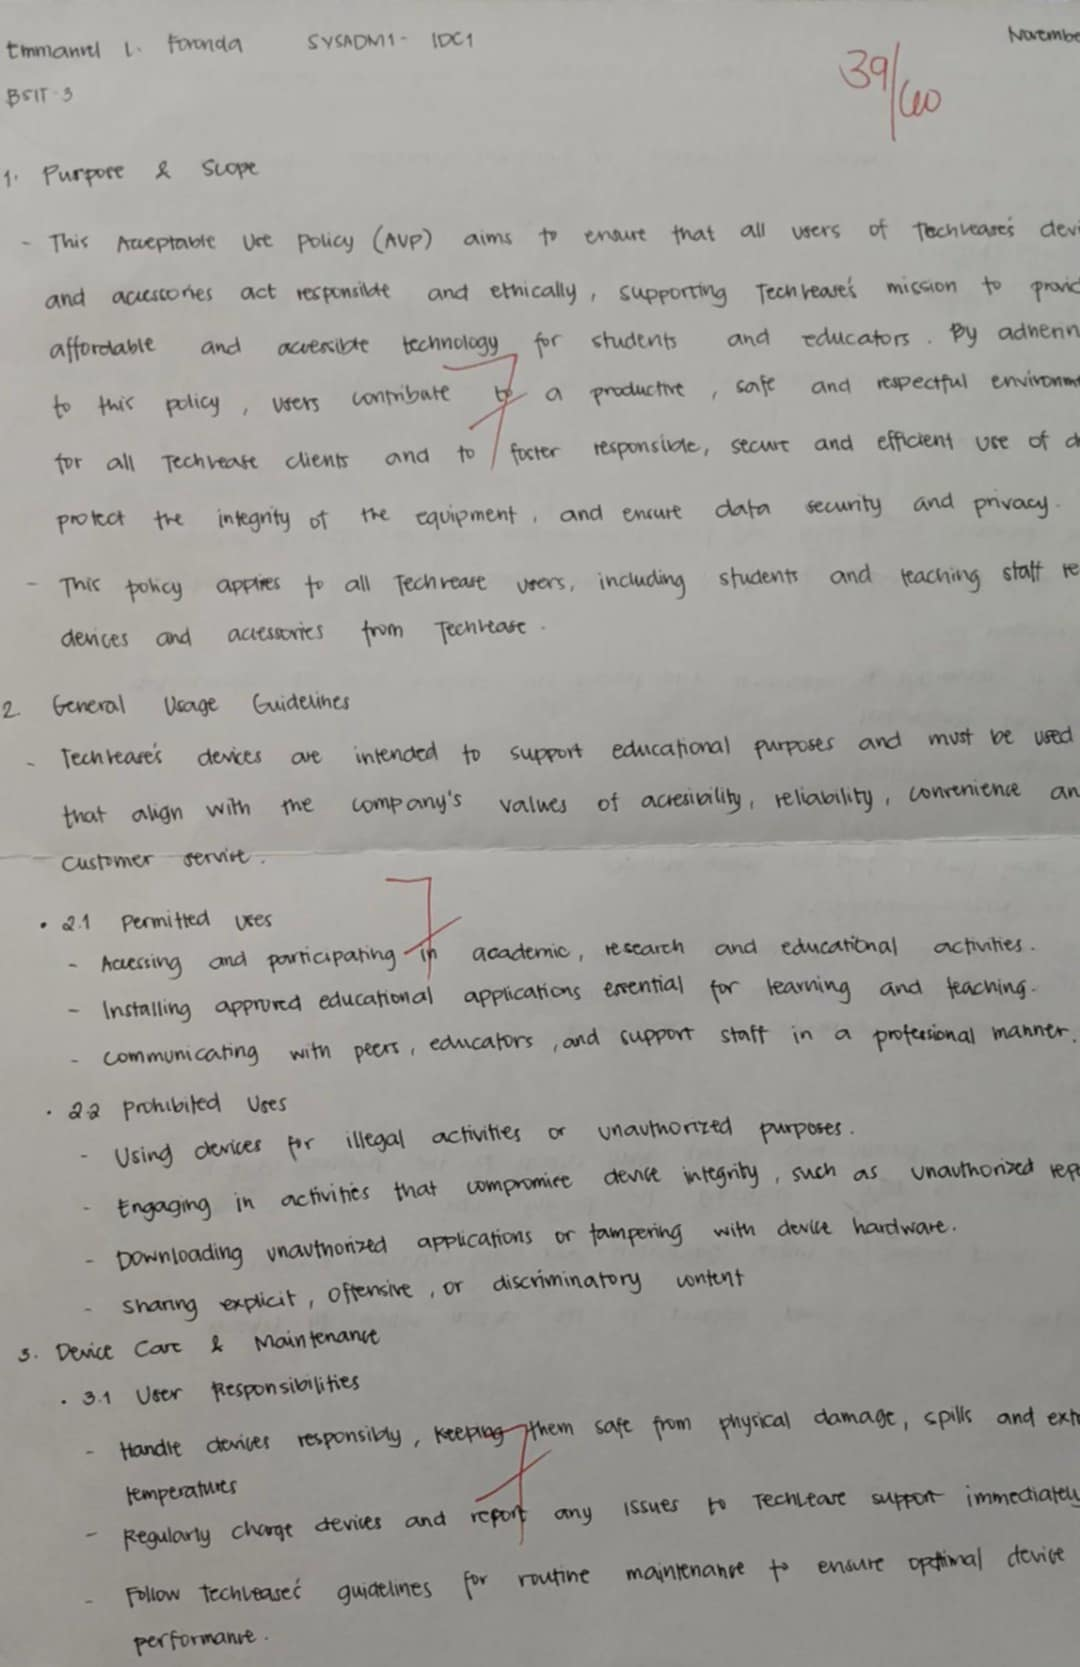 Emmanuel L. Foronda SYSADM1- IDC1
BSIT-3
39/60
1. Purpose & Scope
- This Acceptable Use Policy (AUP) aims to ensure that all users of TechLease's
and accessories act responsible and ethically, supporting TechLease's mission to
affordable and accessible technology for students and educators. By
to this policy, users contribute to a productive, safe and respectful
for all TechLease clients and to foster responsible, secure and efficient use of
protect the integrity of the equipment, and ensure data security and privacy.
- This policy applies to all TechLease users, including students and teaching staff
devices and accessories from TechLease.
2. General Usage Guidelines
- TechLease's devices are intended to support educational purposes and must be used
that align with the company's values of accesibility, reliability, convenience
customer service.
7
7
• 2.1 Permitted uses
- Accessing and participating in academic, research and educational activities.
- Installing approved educational applications essential for learning and teaching.
- Communicating with peers, educators, and support staff in a professional manner.
• 2.2 Prohibited Uses
- Using devices for illegal activities or unauthorized purposes.
- Engaging in activities that compromise device integrity, such as unauthorized
- Downloading unauthorized applications or tampering with device hardware.
- Sharing explicit, offensive, or discriminatory content
3. Device Care & Maintenance
• 3.1 User Responsibilities
- Handle devices responsibly, keeping them safe from physical damage, spills and
temperatures
7
- Regularly charge devices and report any issues to TechLease support immediately
- Follow TechLease's guidelines for routine maintenance to ensure optimal device
performance.